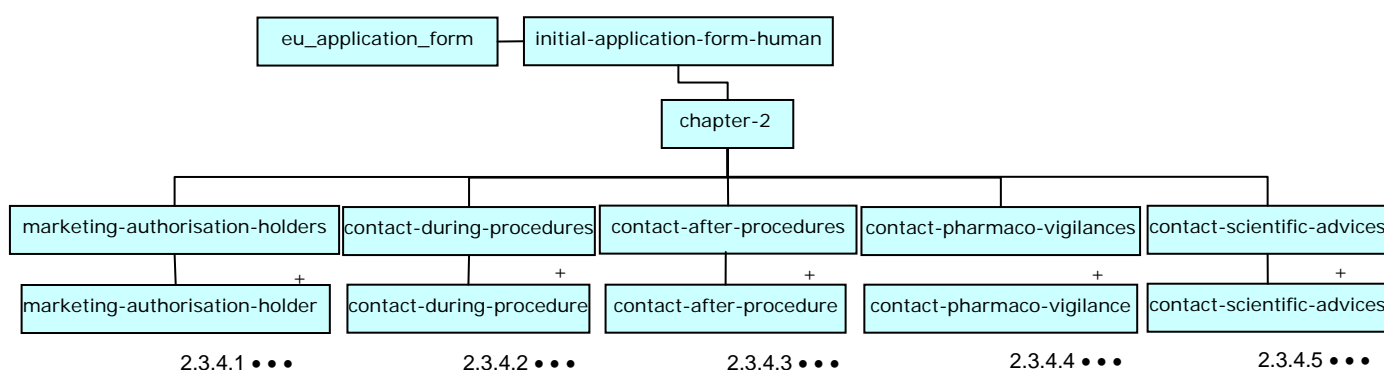 eu_application_form
initial-application-form-human
chapter-2
marketing-authorisation-holders
contact-during-procedures
contact-after-procedures
contact-pharmaco-vigilances
contact-scientific-advices
+
+
+
+
+
marketing-authorisation-holder
contact-during-procedure
contact-after-procedure
contact-pharmaco-vigilance
contact-scientific-advices
2.3.4.1 • • •
2.3.4.2 • • •
2.3.4.3 • • •
2.3.4.4 • • •
2.3.4.5 • • •